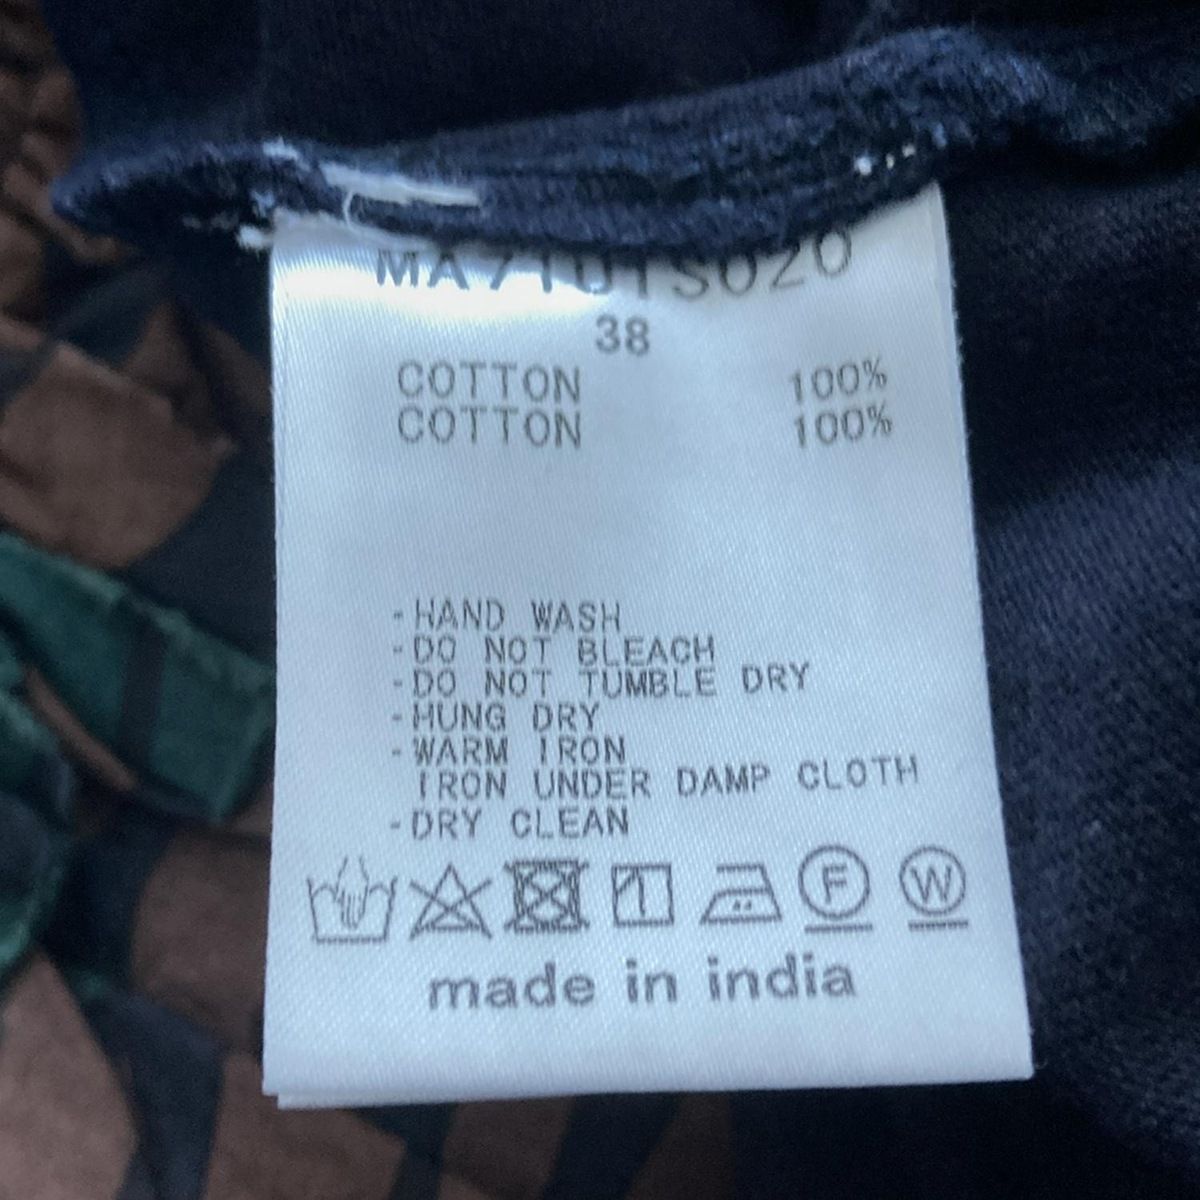 MA7101S020
38
COTTON 100%
COTTON 100%
-HAND WASH
-DO NOT BLEACH
-DO NOT TUMBLE DRY
-HUNG DRY
-WARM IRON
IRON UNDER DAMP CLOTH
-DRY CLEAN
F W
made in india